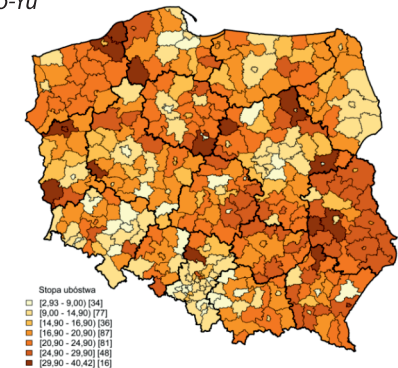 Stopa ubóstwa
[2,93 - 9,00) [34]
[9,00 - 14,90) [77]
[14,90 - 16,90) [36]
[16,90 - 20,90) [87]
[20,90 - 24,90) [81]
[24,90 - 29,90) [48]
[29,90 - 40,42] [16]